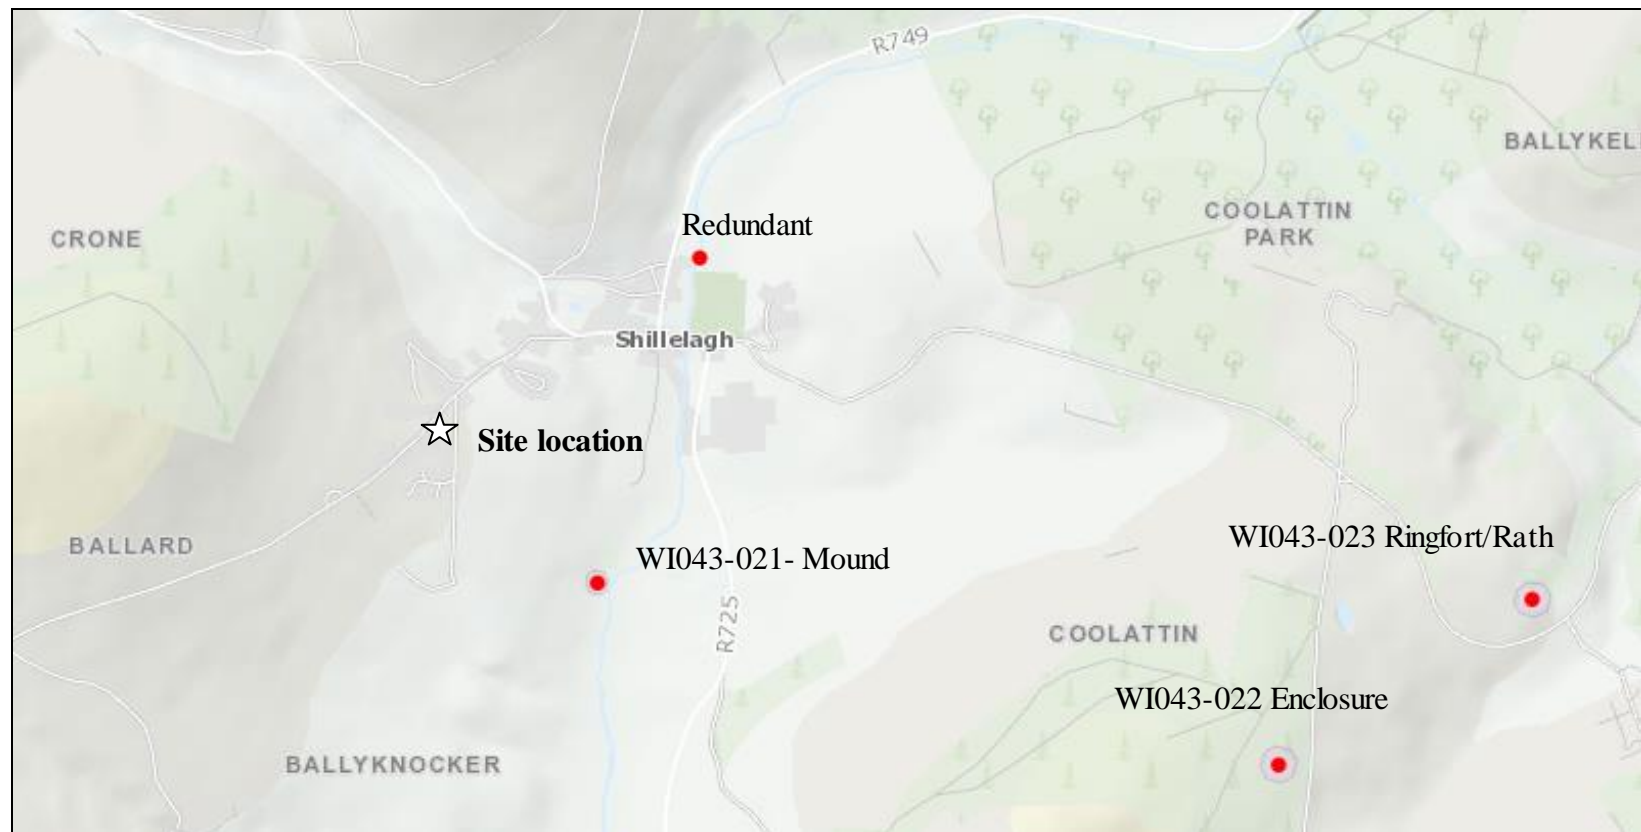 R749
BALLYKEL
CRONE
Redundant
COOLATTIN
PARK
Shillelagh
Site location
BALLARD
WI043-021- Mound
WI043-023 Ringfort/Rath
R725
COOLATTIN
WI043-022 Enclosure
BALLYKNOCKER